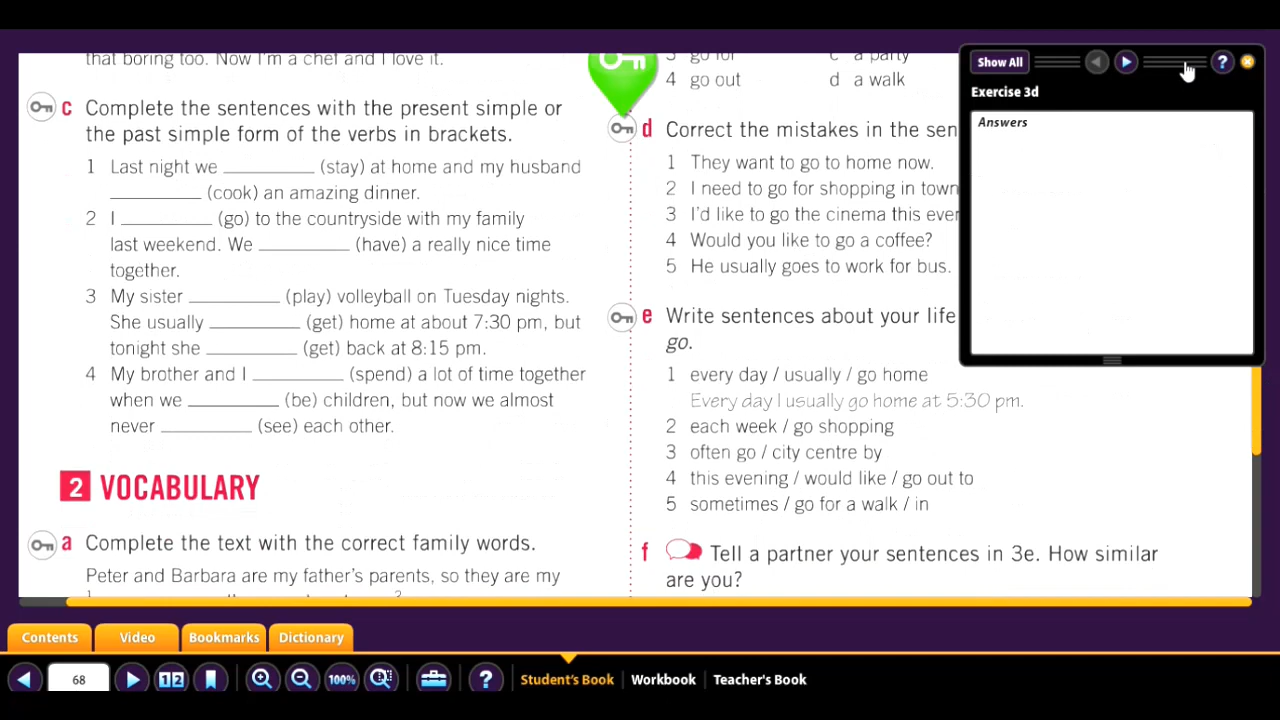 that boring too. Now I'm a chef and I love it.
c Complete the sentences with the present simple or
the past simple form of the verbs in brackets.
1 Last night we __________ (stay) at home and my husband
__________ (cook) an amazing dinner.
2 I __________ (go) to the countryside with my family
last weekend. We __________ (have) a really nice time
together.
3 My sister __________ (play) volleyball on Tuesday nights.
She usually __________ (get) home at about 7:30 pm, but
tonight she __________ (get) back at 8:15 pm.
4 My brother and I __________ (spend) a lot of time together
when we __________ (be) children, but now we almost
never __________ (see) each other.
2 VOCABULARY
a Complete the text with the correct family words.
Peter and Barbara are my father's parents, so they are my
3 go for c a party
4 go out d a walk
d Correct the mistakes in the sen
1 They want to go to home now.
2 I need to go for shopping in town
3 I'd like to go the cinema this ever
4 Would you like to go a coffee?
5 He usually goes to work for bus.
e Write sentences about your life
go.
1 every day / usually / go home
Every day I usually go home at 5:30 pm.
2 each week / go shopping
3 often go / city centre by
4 this evening / would like / go out to
5 sometimes / go for a walk / in
f Tell a partner your sentences in 3e. How similar
are you?
Show All ?
Exercise 3d
Answers
Contents Video Bookmarks Dictionary
68 1 2 100% ? Student's Book Workbook Teacher's Book